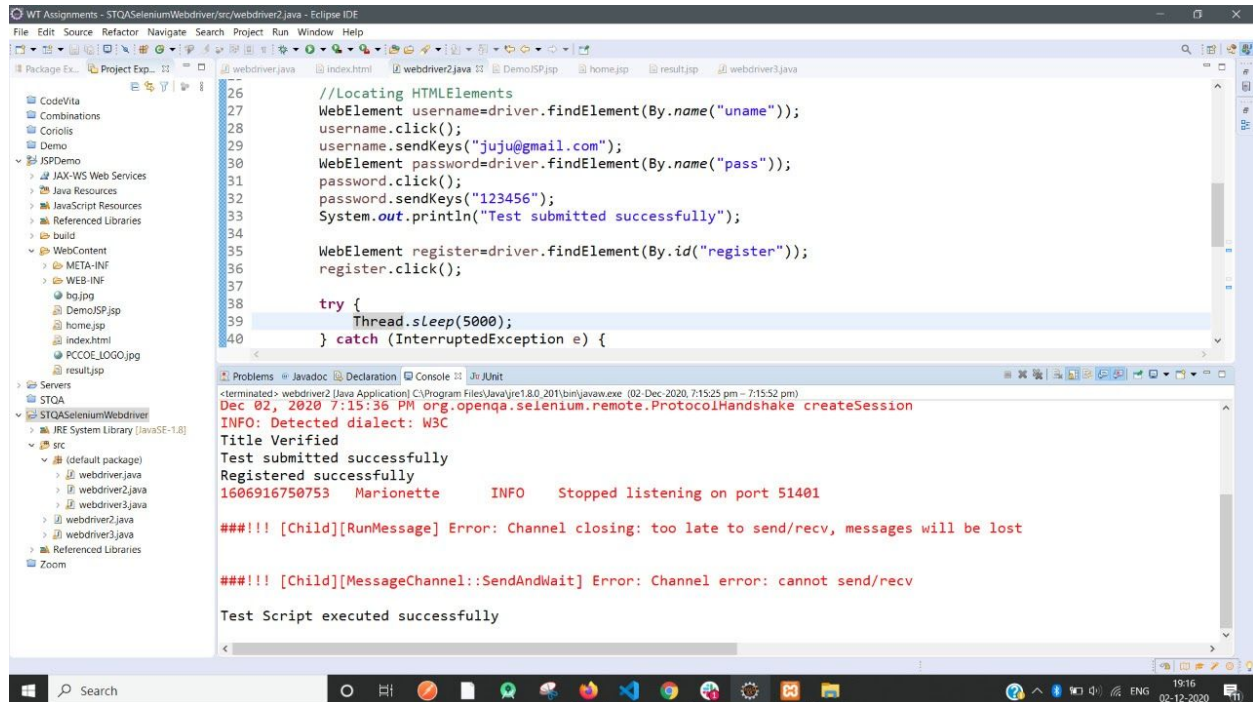 WT Assignments - STQASeleniumWebdriver/src/webdriver2.java - Eclipse IDE
File Edit Source Refactor Navigate Search Project Run Window Help
Package Ex... Project Exp...
CodeVita
Combinations
Coriolis
Demo
JSPDemo
JAX-WS Web Services
Java Resources
JavaScript Resources
Referenced Libraries
build
WebContent
META-INF
WEB-INF
bg.jpg
DemoJSP.jsp
home.jsp
index.html
PCCOE_LOGO.jpg
result.jsp
Servers
STQA
STQASeleniumWebdriver
JRE System Library [JavaSE-1.8]
src
(default package)
webdriver.java
webdriver2.java
webdriver3.java
webdriver2.java
webdriver3.java
Referenced Libraries
Zoom
webdriver.java index.html webdriver2.java DemoJSP.jsp home.jsp result.jsp webdriver3.java
26 //Locating HTMLElements
27 WebElement username=driver.findElement(By.name("uname"));
28 username.click();
29 username.sendKeys("juju@gmail.com");
30 WebElement password=driver.findElement(By.name("pass"));
31 password.click();
32 password.sendKeys("123456");
33 System.out.println("Test submitted successfully");
34
35 WebElement register=driver.findElement(By.id("register"));
36 register.click();
37
38 try {
39 Thread.sleep(5000);
40 } catch (InterruptedException e) {
Problems Javadoc Declaration Console JUnit
<terminated> webdriver2 [Java Application] C:\Program Files\Java\jre1.8.0_201\bin\javaw.exe (02-Dec-2020, 7:15:25 pm – 7:15:52 pm)
Dec 02, 2020 7:15:36 PM org.openqa.selenium.remote.ProtocolHandshake createSession
INFO: Detected dialect: W3C
Title Verified
Test submitted successfully
Registered successfully
1606916750753 Marionette INFO Stopped listening on port 51401
###!!! [Child][RunMessage] Error: Channel closing: too late to send/recv, messages will be lost
###!!! [Child][MessageChannel::SendAndWait] Error: Channel error: cannot send/recv
Test Script executed successfully
Search
ENG
19:16
02-12-2020